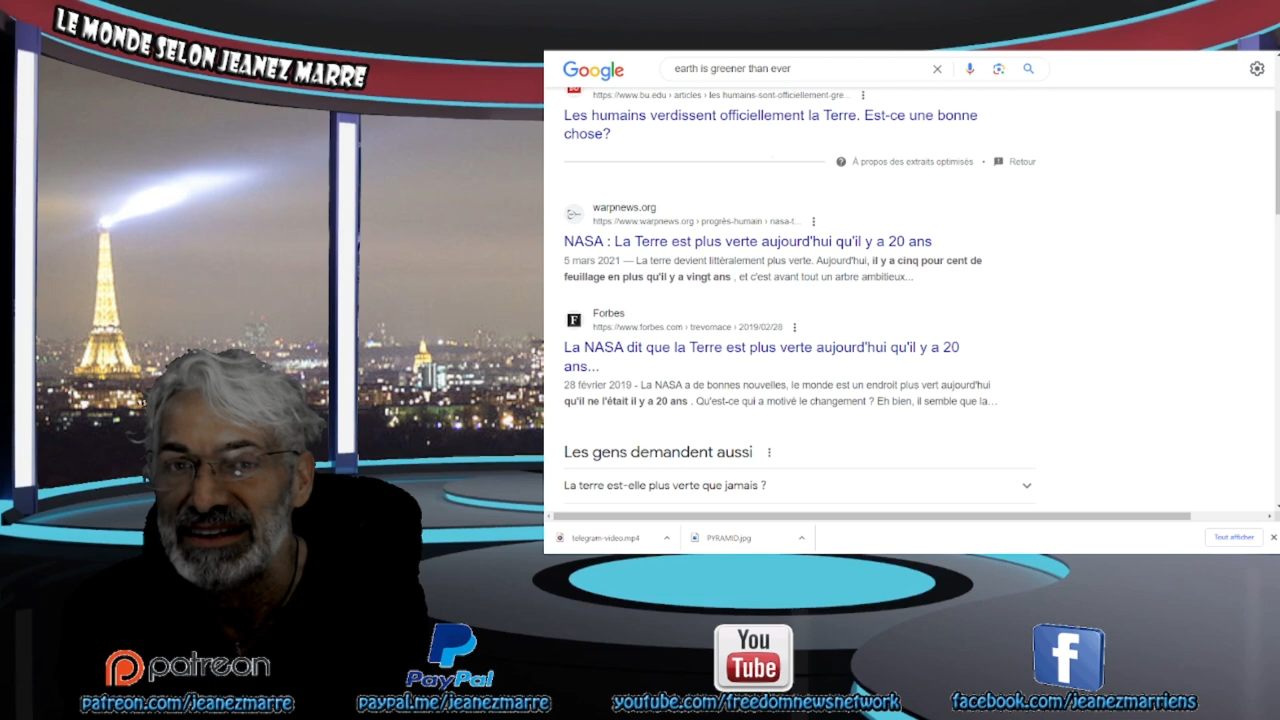 LE MONDE SELON JEANEZ MARRE
Google
earth is greener than ever
https://www.bu.edu › articles › les-humains-sont-officiellement-gre...
Les humains verdissent officiellement la Terre. Est-ce une bonne
chose?
À propos des extraits optimisés • Retour
warpnews.org
https://www.warpnews.org › progrès-humain › nasa-t...
NASA : La Terre est plus verte aujourd'hui qu'il y a 20 ans
5 mars 2021 — La terre devient littéralement plus verte. Aujourd'hui, il y a cinq pour cent de
feuillage en plus qu'il y a vingt ans , et c'est avant tout un arbre ambitieux...
F
Forbes
https://www.forbes.com › trevornace › 2019/02/28
La NASA dit que la Terre est plus verte aujourd'hui qu'il y a 20
ans...
28 février 2019 - La NASA a de bonnes nouvelles, le monde est un endroit plus vert aujourd'hui
qu'il ne l'était il y a 20 ans . Qu'est-ce qui a motivé le changement ? Eh bien, il semble que la...
Les gens demandent aussi
La terre est-elle plus verte que jamais ?
telegram-video.mp4
PYRAMID.jpg
Tout afficher
patreon
PayPal
You
Tube
f
patreon.com/jeanezmarre
paypal.me/jeanezmarre
youtube.com/freedomnewsnetwork
facebook.com/jeanezmarriens